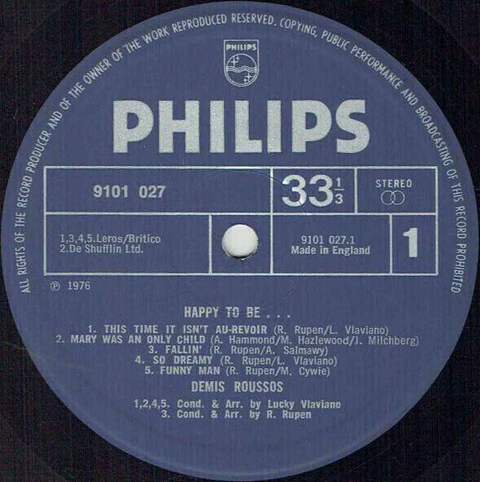 ALL RIGHTS OF THE RECORD PRODUCER AND OF THE OWNER OF THE WORK REPRODUCED RESERVED. COPYING, PUBLIC PERFORMANCE AND BROADCASTING OF THIS RECORD PROHIBITED
PHILIPS
PHILIPS
9101 027
33 1/3
STEREO
1,3,4,5.Leros/Britico
2.De Shufflin Ltd.
9101 027.1
Made in England
1
℗ 1976
HAPPY TO BE . . .
1. THIS TIME IT ISN'T AU-REVOIR (R. Rupen/L. Vlaviano)
2. MARY WAS AN ONLY CHILD (A. Hammond/M. Hazlewood/J. Milchberg)
3. FALLIN' (R. Rupen/A. Salmawy)
4. SO DREAMY (R. Rupen/L. Vlaviano)
5. FUNNY MAN (R. Rupen/M. Cywie)
DEMIS ROUSSOS
1,2,4,5. Cond. & Arr. by Lucky Vlaviano
3. Cond. & Arr. by R. Rupen